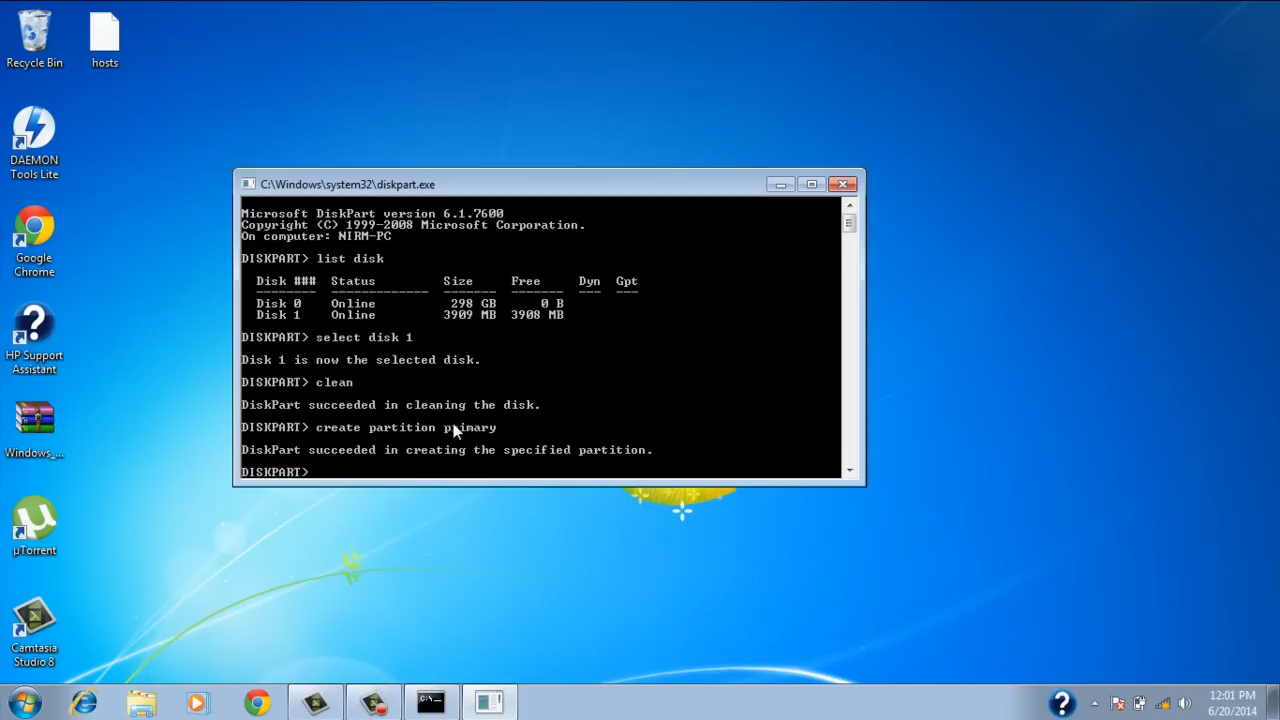 Recycle Bin
hosts
DAEMON
Tools Lite
Google
Chrome
HP Support
Assistant
Windows_...
µTorrent
Camtasia
Studio 8
C:\Windows\system32\diskpart.exe
Microsoft DiskPart version 6.1.7600
Copyright (C) 1999-2008 Microsoft Corporation.
On computer: NIRM-PC
DISKPART> list disk
Disk ### Status Size Free Dyn Gpt
-------- ------------- ------- ------- --- ---
Disk 0 Online 298 GB 0 B
Disk 1 Online 3909 MB 3908 MB
DISKPART> select disk 1
Disk 1 is now the selected disk.
DISKPART> clean
DiskPart succeeded in cleaning the disk.
DISKPART> create partition primary
DiskPart succeeded in creating the specified partition.
DISKPART>
12:01 PM
6/20/2014